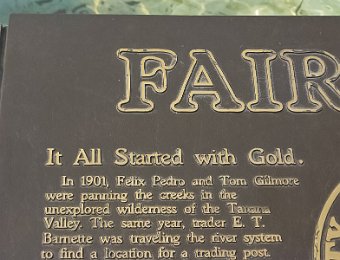 FAIR
It All Started with Gold.
In 1901, Felix Pedro and Tom Gilmore
were panning the creeks in the
unexplored wilderness of the Tanana
Valley. The same year, trader E. T.
Barnette was traveling the river system
to find a location for a trading post.